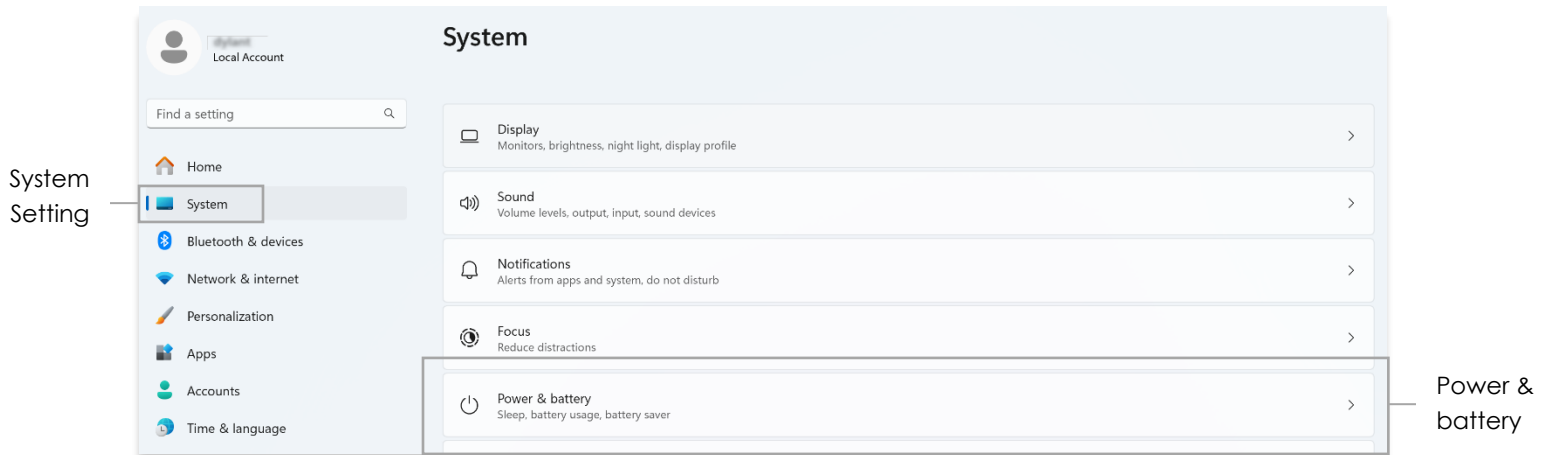 Local Account
System
Find a setting
Home
System
Bluetooth & devices
Network & internet
Personalization
Apps
Accounts
Time & language
Display
Monitors, brightness, night light, display profile
Sound
Volume levels, output, input, sound devices
Notifications
Alerts from apps and system, do not disturb
Focus
Reduce distractions
Power & battery
Sleep, battery usage, battery saver
System
Setting
Power &
battery